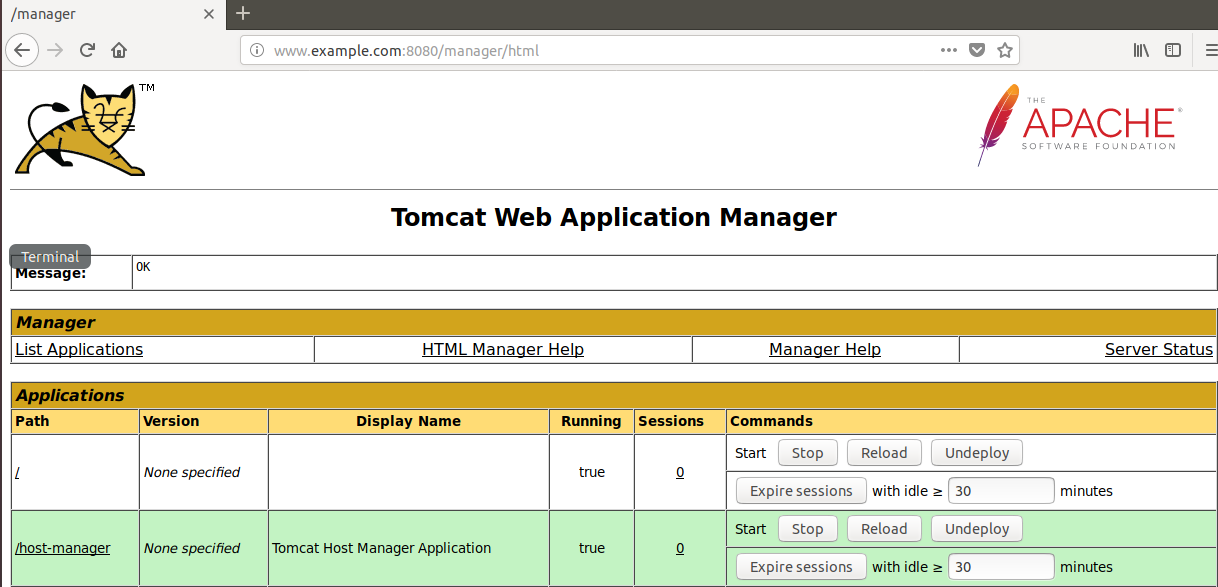 /manager
www.example.com:8080/manager/html
TM
THE
APACHE®
SOFTWARE FOUNDATION
Tomcat Web Application Manager
Terminal
Message: OK
Manager
List Applications HTML Manager Help Manager Help Server Status
Applications
Path Version Display Name Running Sessions Commands
/ None specified true 0 Start Stop Reload Undeploy
Expire sessions with idle ≥ 30 minutes
/host-manager None specified Tomcat Host Manager Application true 0 Start Stop Reload Undeploy
Expire sessions with idle ≥ 30 minutes